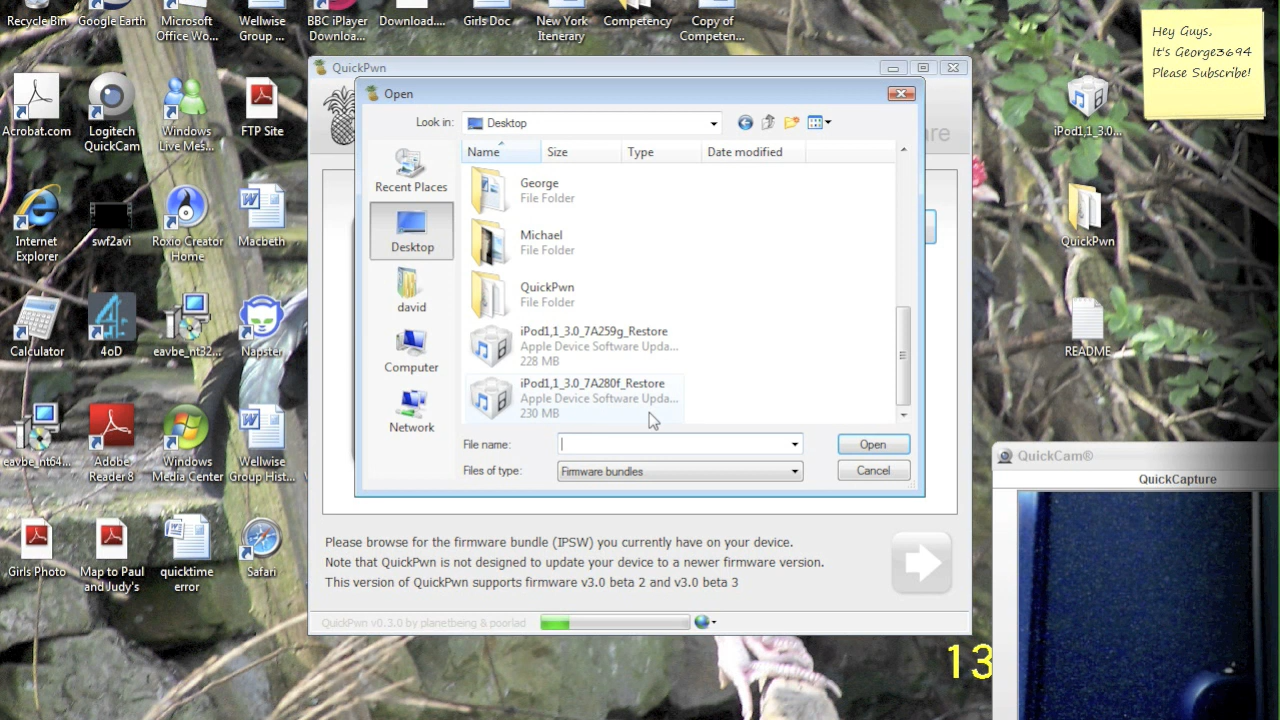 Recycle Bin
Google Earth
Microsoft
Office Wo...
Wellwise
Group ...
BBC iPlayer
Downloa...
Download....
Girls Doc
New York
Itenerary
Competency
Copy of
Competen...
Hey Guys,
It's George3694
Please Subscribe!
Acrobat.com
Logitech
QuickCam
Windows
Live Mes...
FTP Site
Internet
Explorer
swf2avi
Roxio Creator
Home
Macbeth
Calculator
4oD
eavbe_nt32...
Napster
eavbe_nt64...
Adobe
Reader 8
Windows
Media Center
Wellwise
Group Hist...
Girls Photo
Map to Paul
and Judy's
quicktime
error
Safari
QuickPwn
Open
Look in:
Desktop
Name
Size
Type
Date modified
Recent Places
Desktop
david
Computer
Network
George
File Folder
Michael
File Folder
QuickPwn
File Folder
iPod1,1_3.0_7A259g_Restore
Apple Device Software Upda...
228 MB
iPod1,1_3.0_7A280f_Restore
Apple Device Software Upda...
230 MB
File name:
Open
Files of type:
Firmware bundles
Cancel
Please browse for the firmware bundle (IPSW) you currently have on your device.
Note that QuickPwn is not designed to update your device to a newer firmware version.
This version of QuickPwn supports firmware v3.0 beta 2 and v3.0 beta 3
QuickPwn v0.3.0 by planetbeing & poorlad
iPod1,1_3.0...
QuickPwn
README
QuickCam®
QuickCapture
13